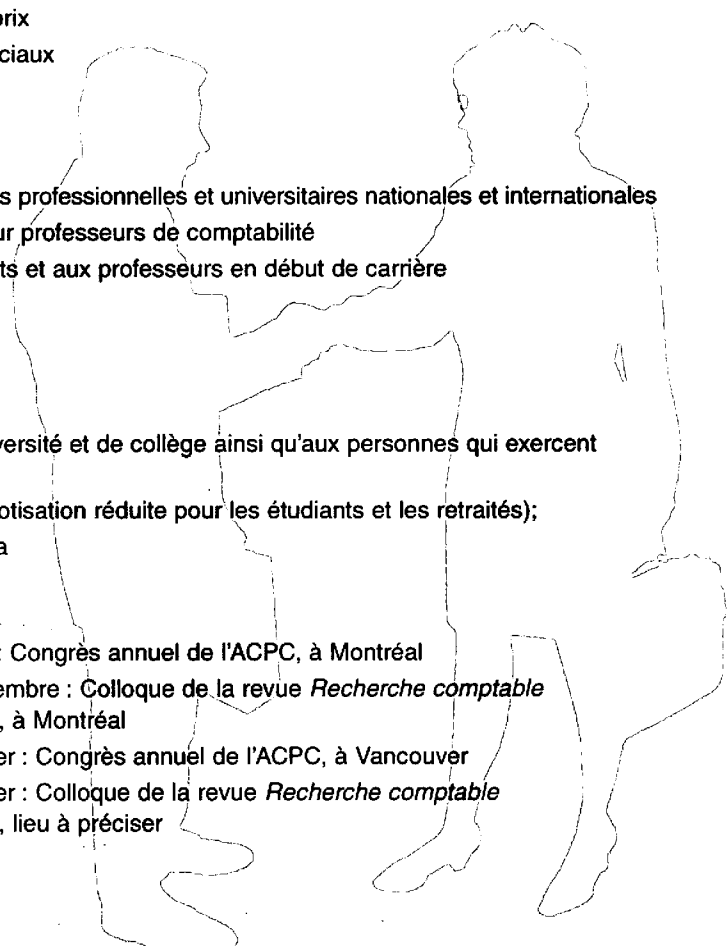 prix
ciaux
s professionnelles et universitaires nationales et internationales
ur professeurs de comptabilité
ts et aux professeurs en début de carrière
versité et de collège ainsi qu'aux personnes qui exercent
otisation réduite pour les étudiants et les retraités);
a
: Congrès annuel de l'ACPC, à Montréal
embre : Colloque de la revue Recherche comptable
, à Montréal
er : Congrès annuel de l'ACPC, à Vancouver
er : Colloque de la revue Recherche comptable
, lieu à préciser